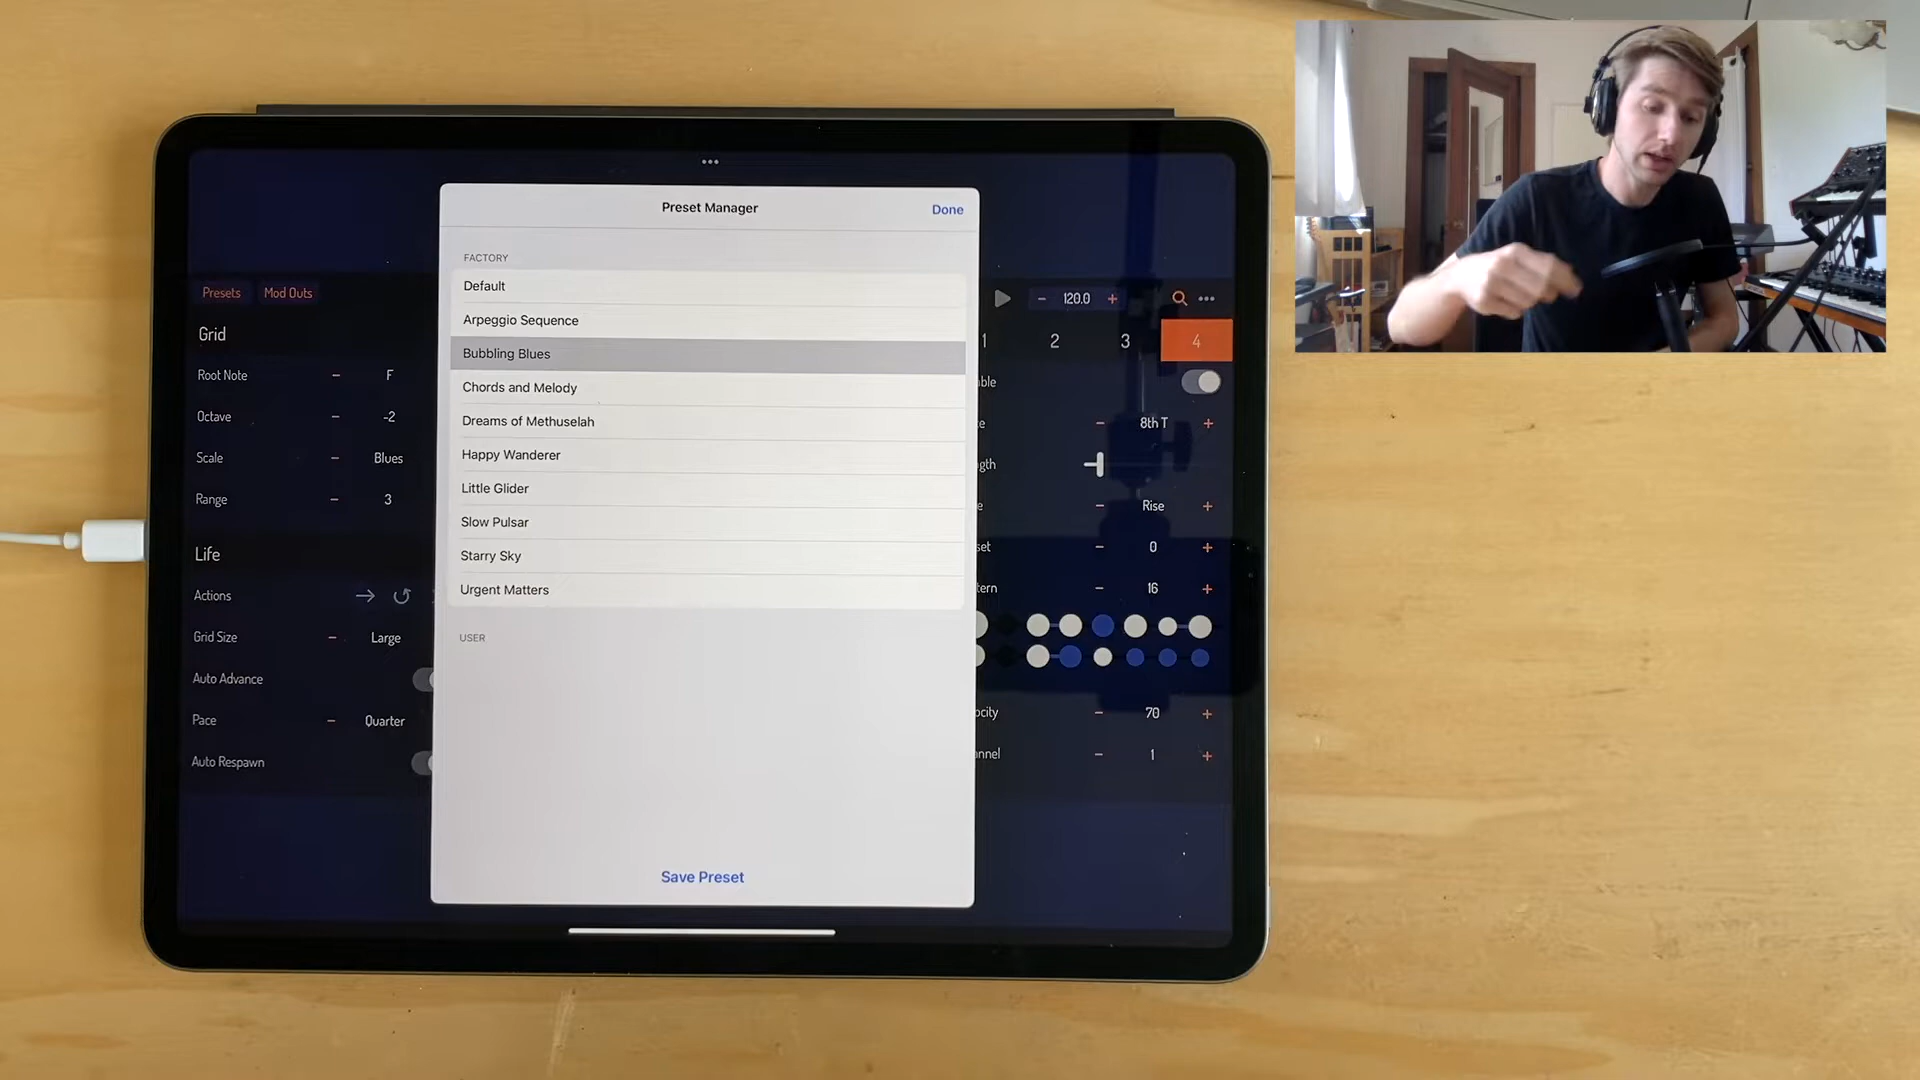 Preset Manager
Done
FACTORY
Default
Arpeggio Sequence
Bubbling Blues
Chords and Melody
Dreams of Methuselah
Happy Wanderer
Little Glider
Slow Pulsar
Starry Sky
Urgent Matters
USER
Save Preset
Presets Mod Outs
Grid
Root Note - F
Octave - -2
Scale - Blues
Range - 3
Life
Actions
Grid Size - Large
Auto Advance
Pace - Quarter
Auto Respawn
- 120.0 +
1 2 3 4
- 8th T +
- Rise +
- 0 +
- 16 +
- 70 +
- 1 +